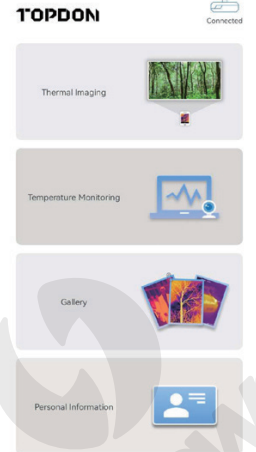 TOPDON
Connected
Thermal Imaging
Temperature Monitoring
Gallery
Personal Information